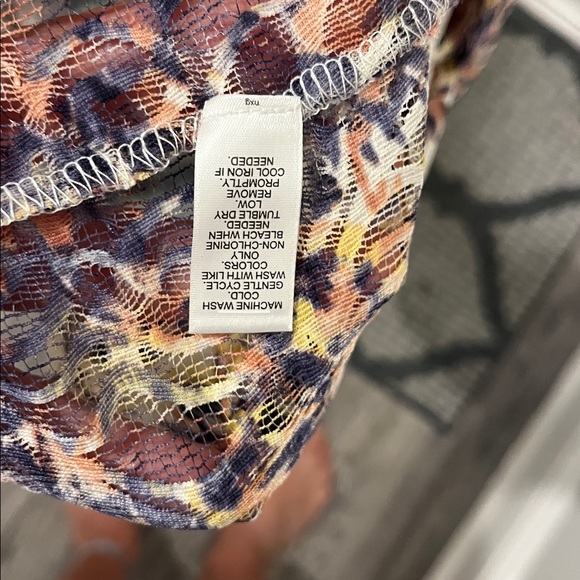 MACHINE WASH
COLD.
GENTLE CYCLE.
WASH WITH LIKE
COLORS.
ONLY
NON-CHLORINE
BLEACH WHEN
NEEDED.
TUMBLE DRY
LOW.
REMOVE
PROMPTLY.
COOL IRON IF
NEEDED.
nxg